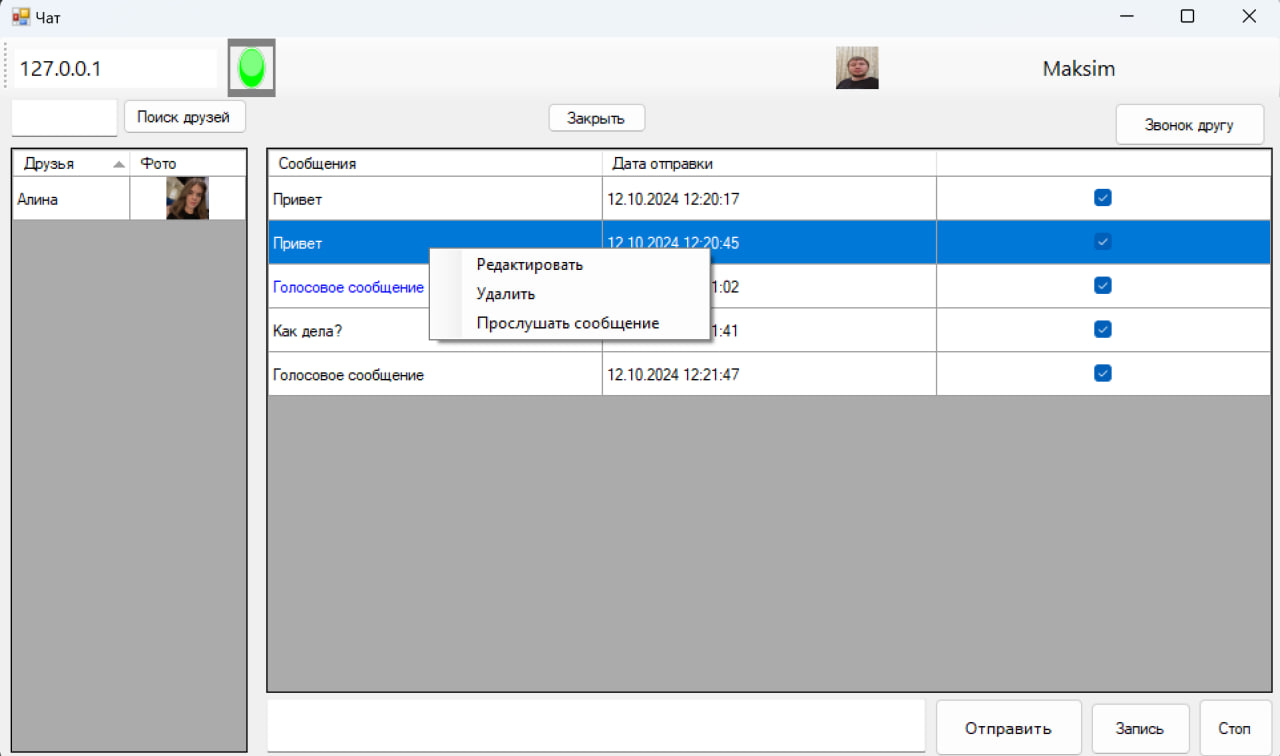 Чат
127.0.0.1
Maksim
Поиск друзей
Закрыть
Звонок другу
Друзья Фото
Алина
Сообщения Дата отправки
Привет 12.10.2024 12:20:17
Привет 12.10.2024 12:20:45
Голосовое сообщение 1:02
Как дела? 1:41
Голосовое сообщение 12.10.2024 12:21:47
Редактировать
Удалить
Прослушать сообщение
Отправить
Запись
Стоп